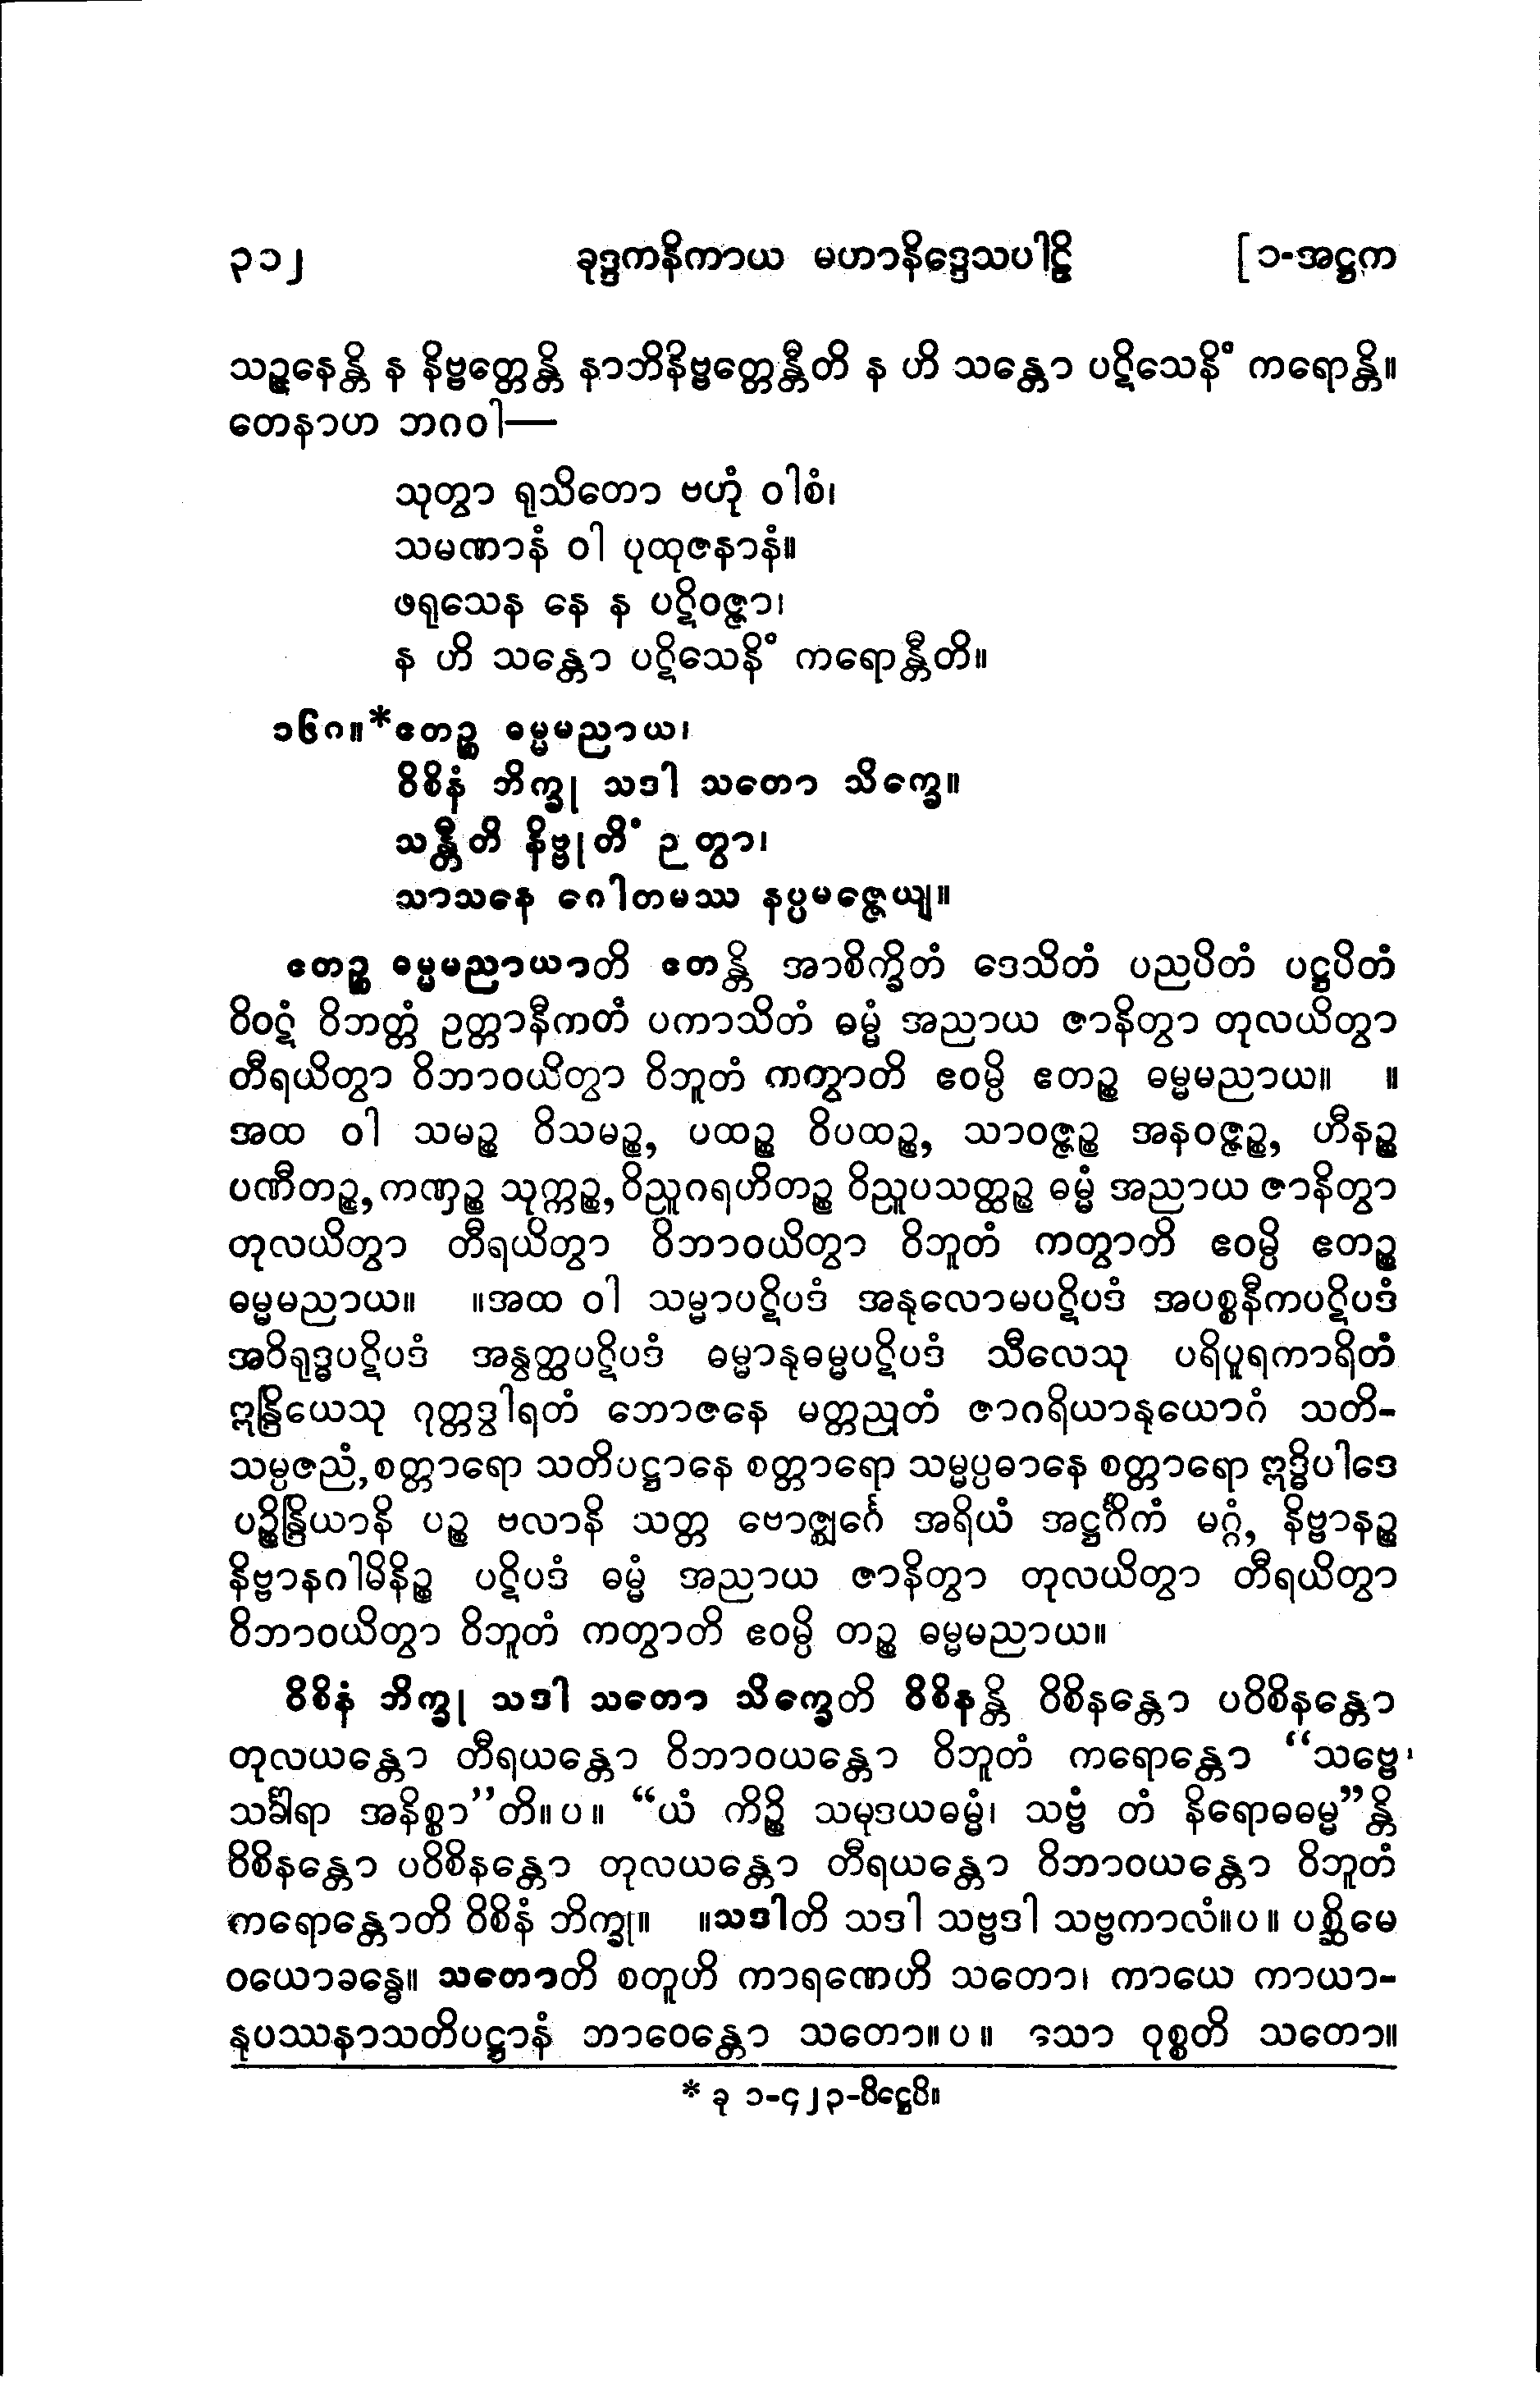 ၃၁၂ ခုဒ္ဒကနိကာယ မဟာနိဒ္ဒေသပါဠိ [ ၁-အဋ္ဌက
သဉ္ဇနေန္တိ န နိဗ္ဗတ္တေန္တိ နာဘိနိဗ္ဗတ္တေန္တီတိ န ဟိ သန္တော ပဋိသေနိံ ကရောန္တိ။
တေနာဟ ဘဂဝါ—
သုတွာ ရုသိတော ဗဟုံ ဝါစံ၊
သမဏာနံ ဝါ ပုထုဇနာနံ။
ဖရုသေန နေ န ပဋိဝဇ္ဇာ၊
န ဟိ သန္တော ပဋိသေနိံ ကရောန္တီတိ။
၁၆ဂ။*ဧတဉ္စ ဓမ္မမညာယ၊
ဝိစိနံ ဘိက္ခု သဒါ သတော သိက္ခေ။
သန္တီတိ နိဗ္ဗုတိံ ဉတွာ၊
သာသနေ ဂေါတမဿ နပ္ပမဇ္ဇေယျ။
ဧတဉ္စ ဓမ္မမညာယာတိ ဧတန္တိ အာစိက္ခိတံ ဒေသိတံ ပညပိတံ ပဋ္ဌပိတံ
ဝိဝဋံ ဝိဘတ္တံ ဥတ္တာနီကတံ ပကာသိတံ ဓမ္မံ အညာယ ဇာနိတွာ တုလယိတွာ
တီရယိတွာ ဝိဘာဝယိတွာ ဝိဘူတံ ကတွာတိ ဧဝမ္ပိ ဧတဉ္စ ဓမ္မမညာယ။ ။
အထ ဝါ သမဉ္စ ဝိသမဉ္စ, ပထဉ္စ ဝိပထဉ္စ, သာဝဇ္ဇဉ္စ အနဝဇ္ဇဉ္စ, ဟီနဉ္စ
ပဏီတဉ္စ, ကဏှဉ္စ သုက္ကဉ္စ, ဝိညူဂရဟိတဉ္စ ဝိညူပသတ္ထဉ္စ ဓမ္မံ အညာယ ဇာနိတွာ
တုလယိတွာ တီရယိတွာ ဝိဘာဝယိတွာ ဝိဘူတံ ကတွာတိ ဧဝမ္ပိ ဧတဉ္စ
ဓမ္မမညာယ။ ။အထ ဝါ သမ္မာပဋိပဒံ အနုလောမပဋိပဒံ အပစ္စနီကပဋိပဒံ
အဝိရုဒ္ဓပဋိပဒံ အနွတ္ထပဋိပဒံ ဓမ္မာနုဓမ္မပဋိပဒံ သီလေသု ပရိပူရကာရိတံ
ဣန္ဒြိယေသု ဂုတ္တဒွါရတံ ဘောဇနေ မတ္တညုတံ ဇာဂရိယာနုယောဂံ သတိ-
သမ္ပဇညံ, စတ္တာရော သတိပဋ္ဌာနေ စတ္တာရော သမ္မပ္ပဓာနေ စတ္တာရော ဣဒ္ဓိပါဒေ
ပဉ္စိန္ဒြိယာနိ ပဉ္စ ဗလာနိ သတ္တ ဗောဇ္ဈင်္ဂေ အရိယံ အဋ္ဌင်္ဂိကံ မဂ္ဂံ, နိဗ္ဗာနဉ္စ
နိဗ္ဗာနဂါမိနိဉ္စ ပဋိပဒံ ဓမ္မံ အညာယ ဇာနိတွာ တုလယိတွာ တီရယိတွာ
ဝိဘာဝယိတွာ ဝိဘူတံ ကတွာတိ ဧဝမ္ပိ တဉ္စ ဓမ္မမညာယ။
ဝိစိနံ ဘိက္ခု သဒါ သတော သိက္ခေတိ ဝိစိနန္တိ ဝိစိနန္တော ပဝိစိနန္တော
တုလယန္တော တီရယန္တော ဝိဘာဝယန္တော ဝိဘူတံ ကရောန္တော “သဗ္ဗေ
သင်္ခါရာ အနိစ္စာ”တိ။ပ။ “ယံ ကိဉ္စိ သမုဒယဓမ္မံ၊ သဗ္ဗံ တံ နိရောဓဓမ္မ”န္တိ
ဝိစိနန္တော ပဝိစိနန္တော တုလယန္တော တီရယန္တော ဝိဘာဝယန္တော ဝိဘူတံ
ကရောန္တောတိ ဝိစိနံ ဘိက္ခု။ ။သဒါတိ သဒါ သဗ္ဗဒါ သဗ္ဗကာလံ။ပ။ ပစ္ဆိမေ
ဝယောခန္ဓေ။ သတောတိ စတူဟိ ကာရဏေဟိ သတော၊ ကာယေ ကာယာ-
နုပဿနာသတိပဋ္ဌာနံ ဘာဝေန္တော သတော။ပ။ သော ဝုစ္စတိ သတော။
* ခု ၁-၄၂၃-ပိဋ္ဌေပိ။